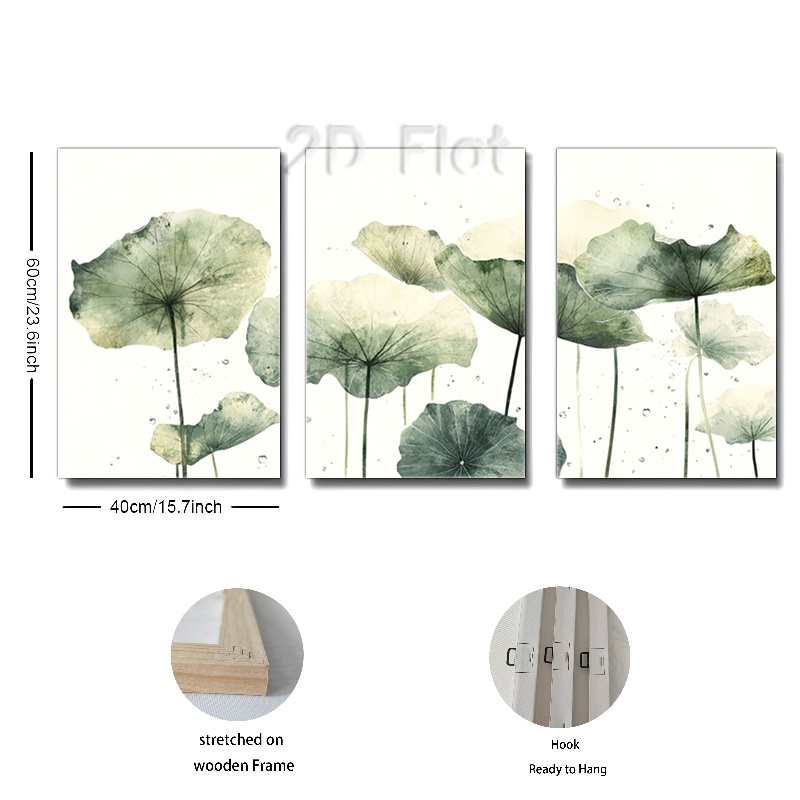 2D Flat
60cm/23.6inch
40cm/15.7inch
stretched on
wooden Frame
Hook
Ready to Hang